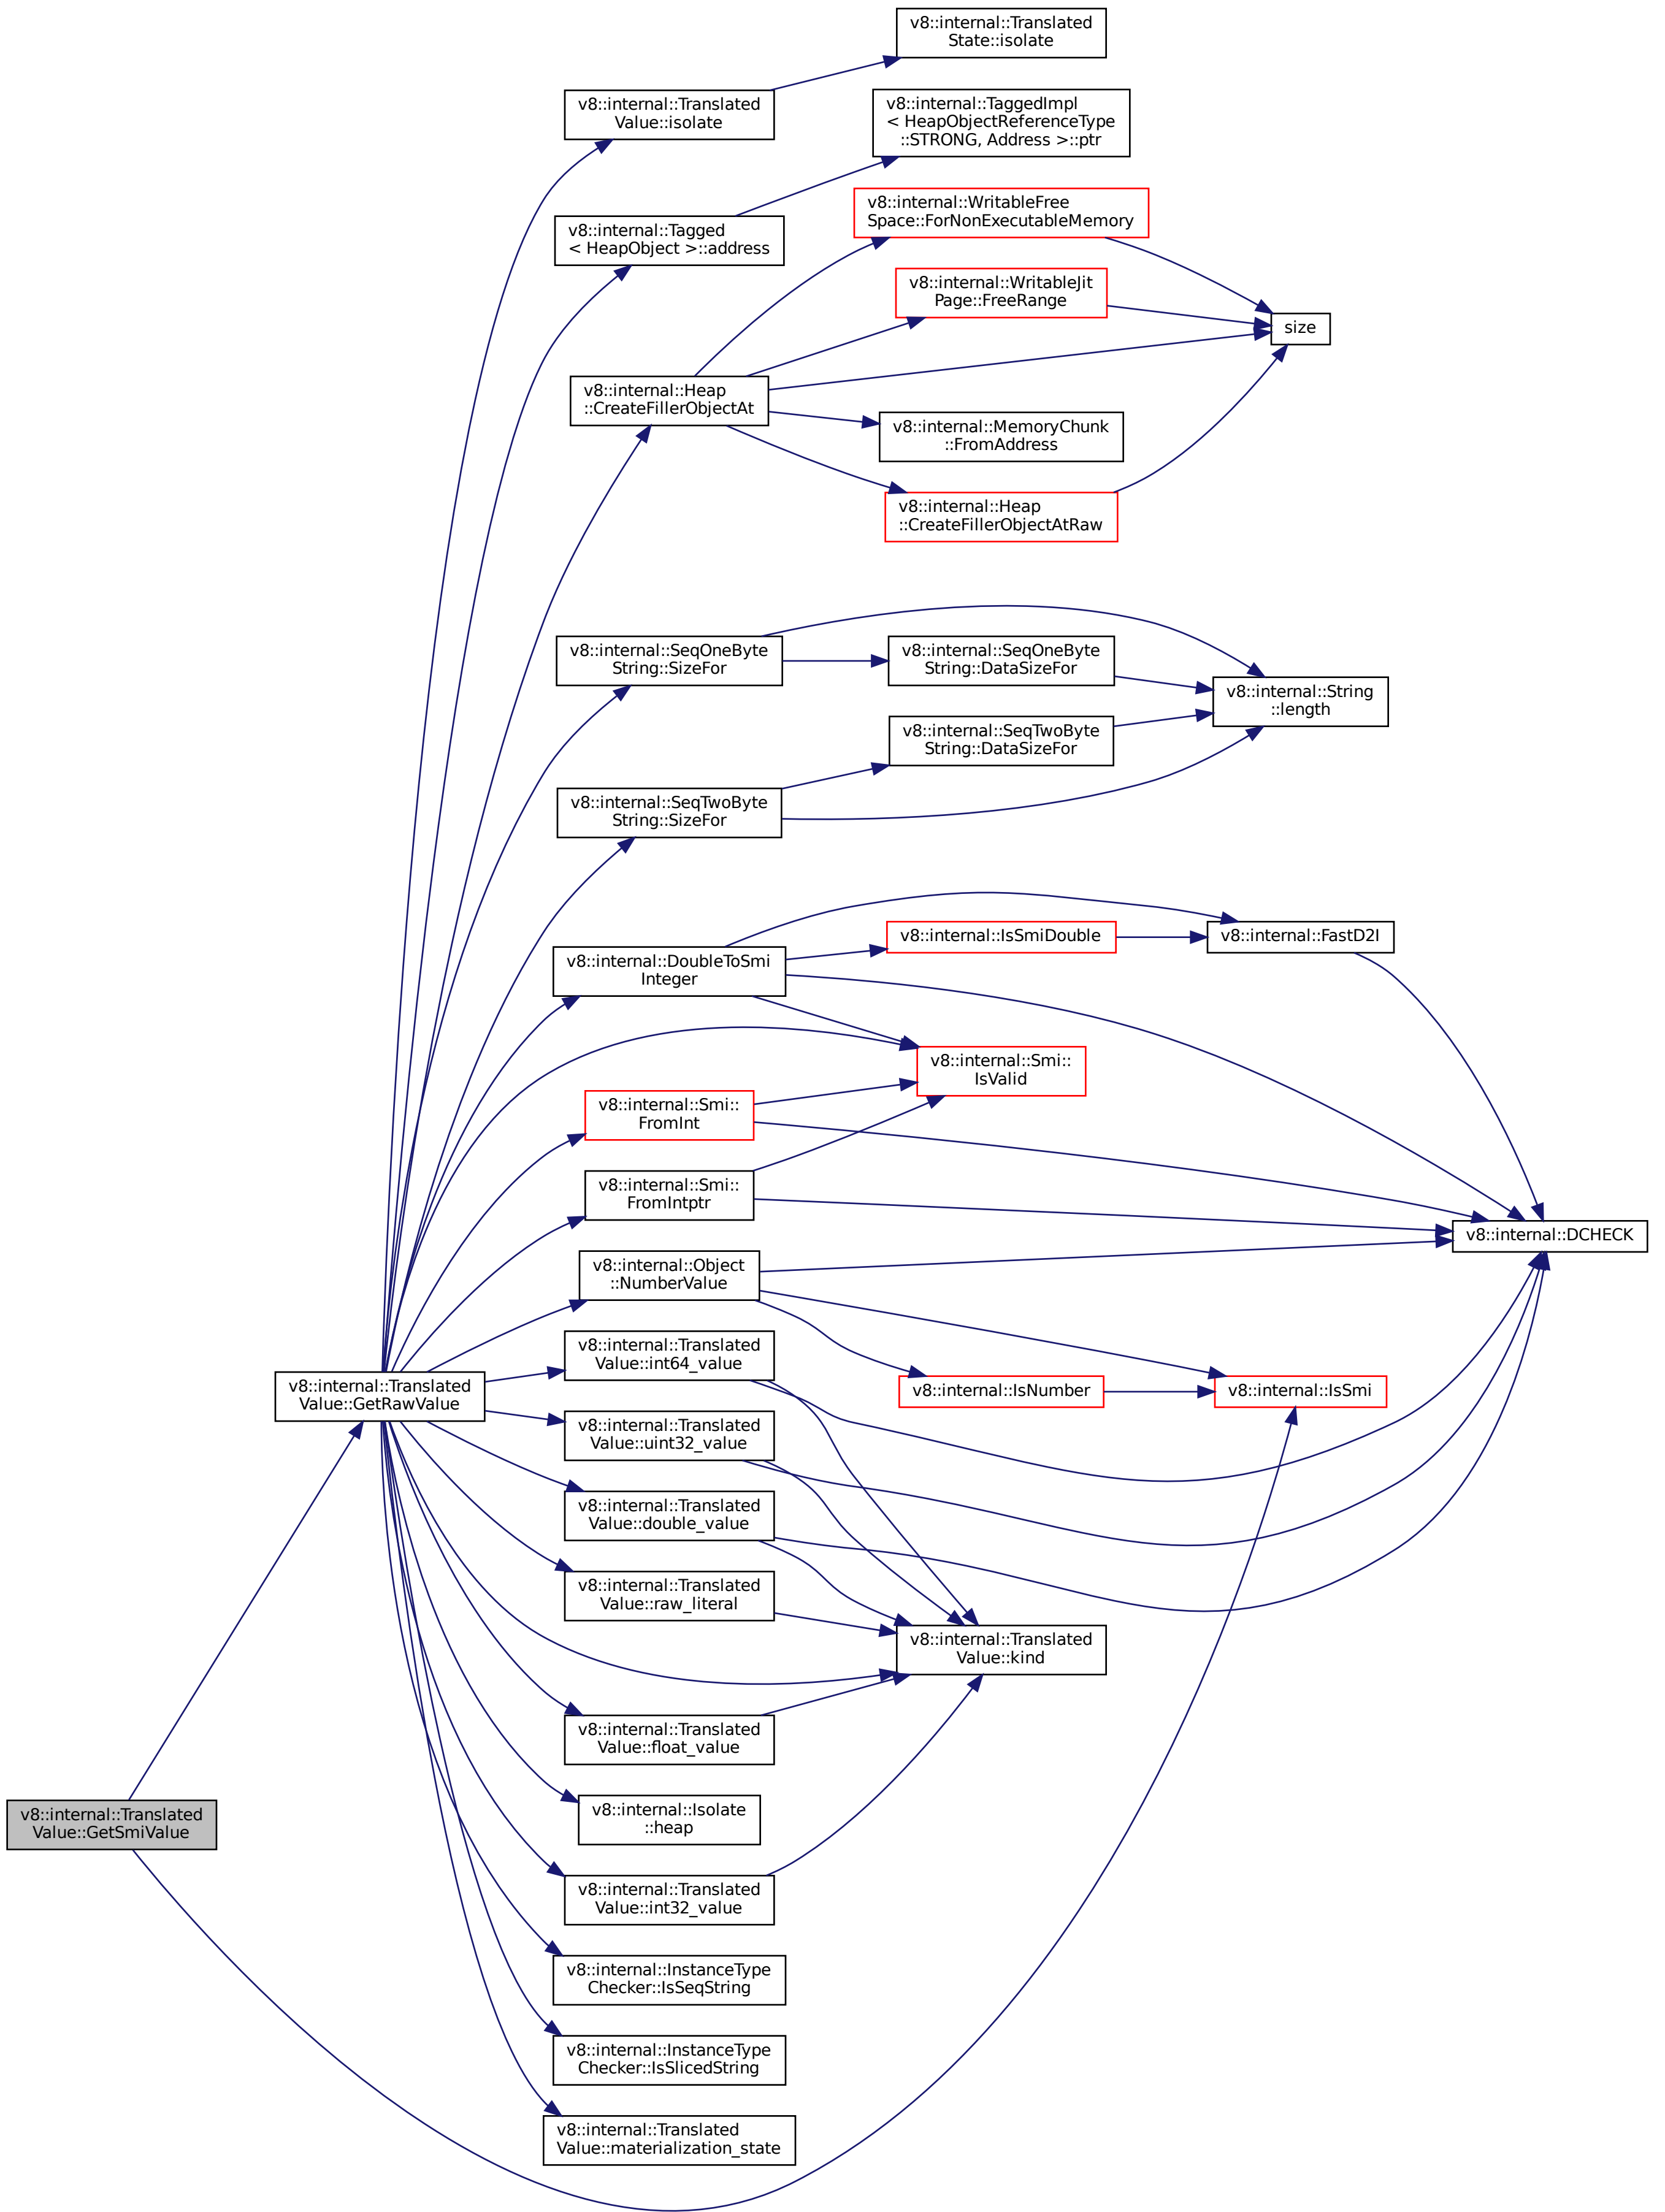 v8::internal::Translated
State::isolate
v8::internal::Translated
Value::isolate
v8::internal::TaggedImpl
< HeapObjectReferenceType
::STRONG, Address >::ptr
v8::internal::Tagged
< HeapObject >::address
v8::internal::WritableFree
Space::ForNonExecutableMemory
v8::internal::WritableJit
Page::FreeRange
size
v8::internal::Heap
::CreateFillerObjectAt
v8::internal::MemoryChunk
::FromAddress
v8::internal::Heap
::CreateFillerObjectAtRaw
v8::internal::SeqOneByte
String::SizeFor
v8::internal::SeqOneByte
String::DataSizeFor
v8::internal::String
::length
v8::internal::SeqTwoByte
String::DataSizeFor
v8::internal::SeqTwoByte
String::SizeFor
v8::internal::DoubleToSmi
Integer
v8::internal::IsSmiDouble
v8::internal::FastD2I
v8::internal::Smi::
IsValid
v8::internal::Smi::
FromInt
v8::internal::Smi::
FromIntptr
v8::internal::DCHECK
v8::internal::Object
::NumberValue
v8::internal::Translated
Value::int64_value
v8::internal::IsNumber
v8::internal::IsSmi
v8::internal::Translated
Value::GetRawValue
v8::internal::Translated
Value::uint32_value
v8::internal::Translated
Value::double_value
v8::internal::Translated
Value::raw_literal
v8::internal::Translated
Value::kind
v8::internal::Translated
Value::float_value
v8::internal::Isolate
::heap
v8::internal::Translated
Value::GetSmiValue
v8::internal::Translated
Value::int32_value
v8::internal::InstanceType
Checker::IsSeqString
v8::internal::InstanceType
Checker::IsSlicedString
v8::internal::Translated
Value::materialization_state